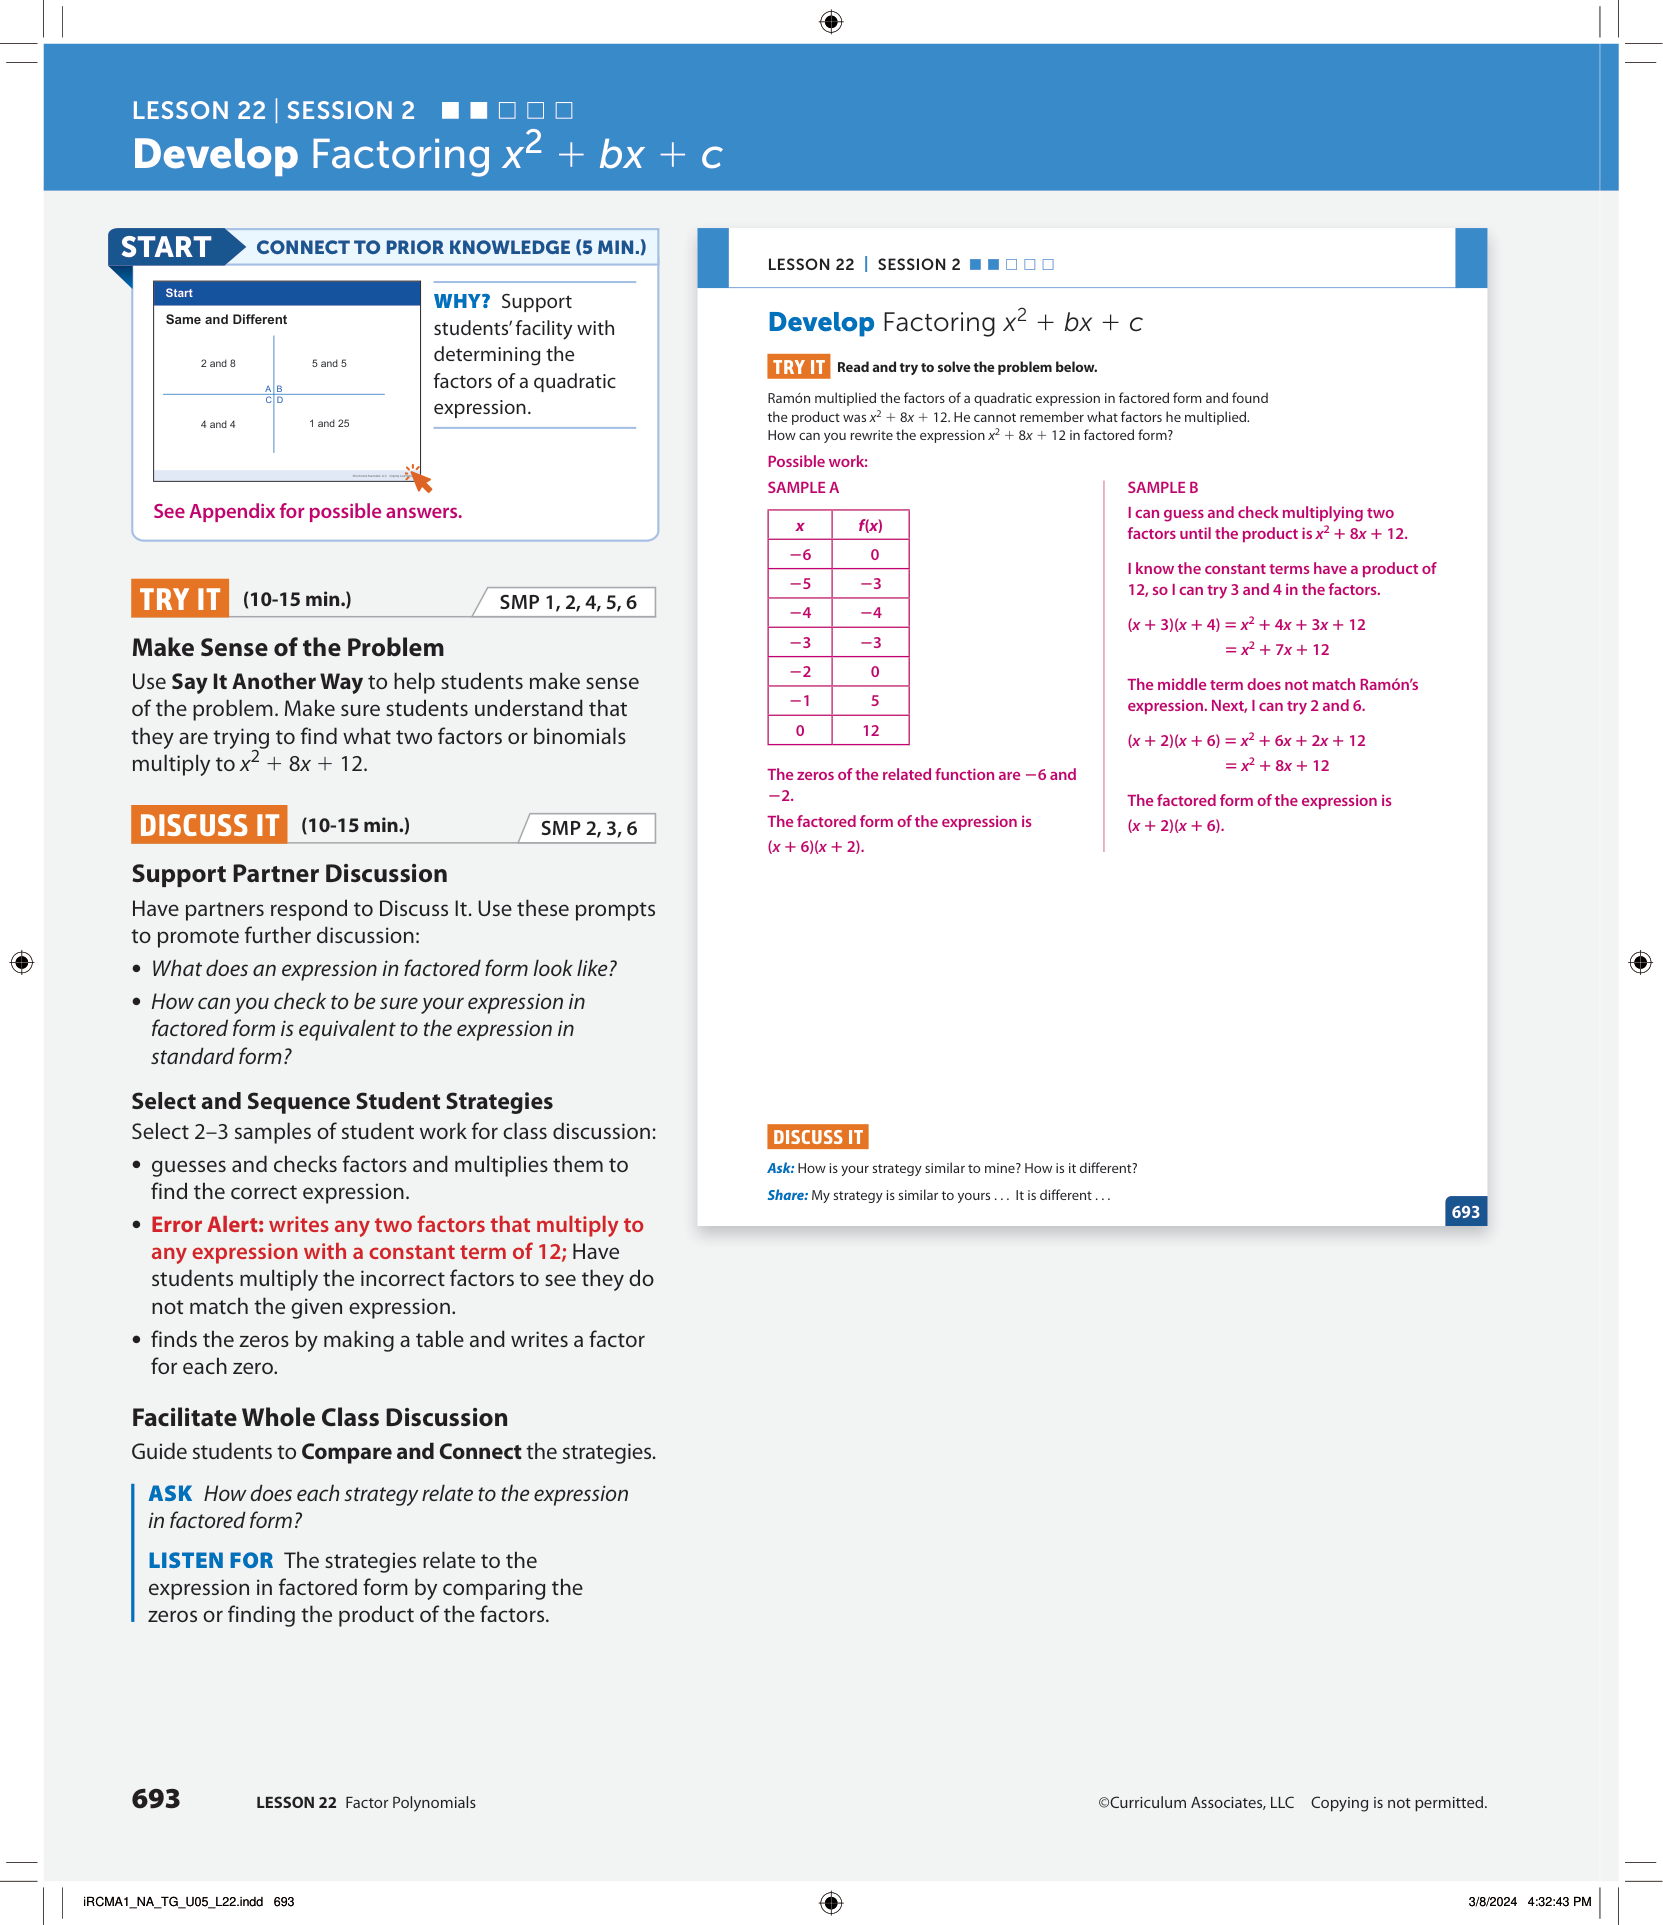 LESSON 22 | SESSION 2 ■ ■ □ □ □
Develop Factoring x² + bx + c
START CONNECT TO PRIOR KNOWLEDGE (5 MIN.)
Start
Same and Different
2 and 8 5 and 5
A B
C D
4 and 4 1 and 25
WHY? Support
students’ facility with
determining the
factors of a quadratic
expression.
See Appendix for possible answers.
TRY IT (10-15 min.) SMP 1, 2, 4, 5, 6
Make Sense of the Problem
Use Say It Another Way to help students make sense
of the problem. Make sure students understand that
they are trying to find what two factors or binomials
multiply to x² + 8x + 12.
DISCUSS IT (10-15 min.) SMP 2, 3, 6
Support Partner Discussion
Have partners respond to Discuss It. Use these prompts
to promote further discussion:
• What does an expression in factored form look like?
• How can you check to be sure your expression in
factored form is equivalent to the expression in
standard form?
Select and Sequence Student Strategies
Select 2–3 samples of student work for class discussion:
• guesses and checks factors and multiplies them to
find the correct expression.
• Error Alert: writes any two factors that multiply to
any expression with a constant term of 12; Have
students multiply the incorrect factors to see they do
not match the given expression.
• finds the zeros by making a table and writes a factor
for each zero.
Facilitate Whole Class Discussion
Guide students to Compare and Connect the strategies.
ASK How does each strategy relate to the expression
in factored form?
LISTEN FOR The strategies relate to the
expression in factored form by comparing the
zeros or finding the product of the factors.
LESSON 22 | SESSION 2 ■ ■ □ □ □
Develop Factoring x² + bx + c
TRY IT Read and try to solve the problem below.
Ramón multiplied the factors of a quadratic expression in factored form and found
the product was x² + 8x + 12. He cannot remember what factors he multiplied.
How can you rewrite the expression x² + 8x + 12 in factored form?
Possible work:
SAMPLE A
x f(x)
−6 0
−5 −3
−4 −4
−3 −3
−2 0
−1 5
0 12
The zeros of the related function are −6 and
−2.
The factored form of the expression is
(x + 6)(x + 2).
SAMPLE B
I can guess and check multiplying two
factors until the product is x² + 8x + 12.
I know the constant terms have a product of
12, so I can try 3 and 4 in the factors.
(x + 3)(x + 4) = x² + 4x + 3x + 12
= x² + 7x + 12
The middle term does not match Ramón’s
expression. Next, I can try 2 and 6.
(x + 2)(x + 6) = x² + 6x + 2x + 12
= x² + 8x + 12
The factored form of the expression is
(x + 2)(x + 6).
DISCUSS IT
Ask: How is your strategy similar to mine? How is it different?
Share: My strategy is similar to yours . . . It is different . . .
693
693 LESSON 22 Factor Polynomials ©Curriculum Associates, LLC Copying is not permitted.
iRCMA1_NA_TG_U05_L22.indd 693 3/8/2024 4:32:43 PM